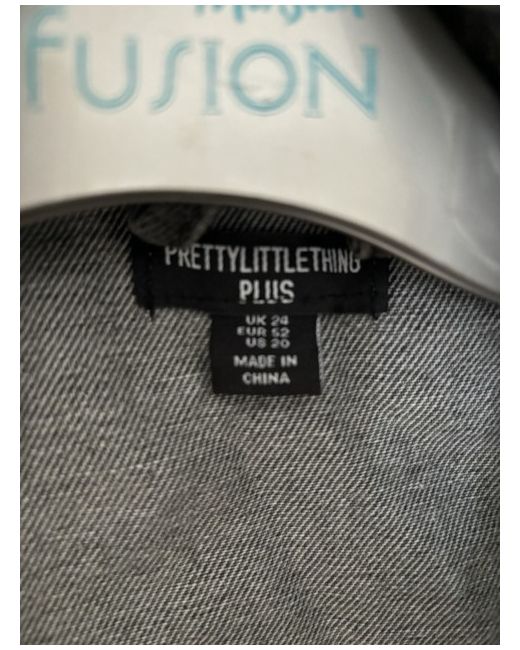 FUSION
PRETTYLITTLETHING
PLUS
UK 24
EUR 52
US 20
MADE IN
CHINA